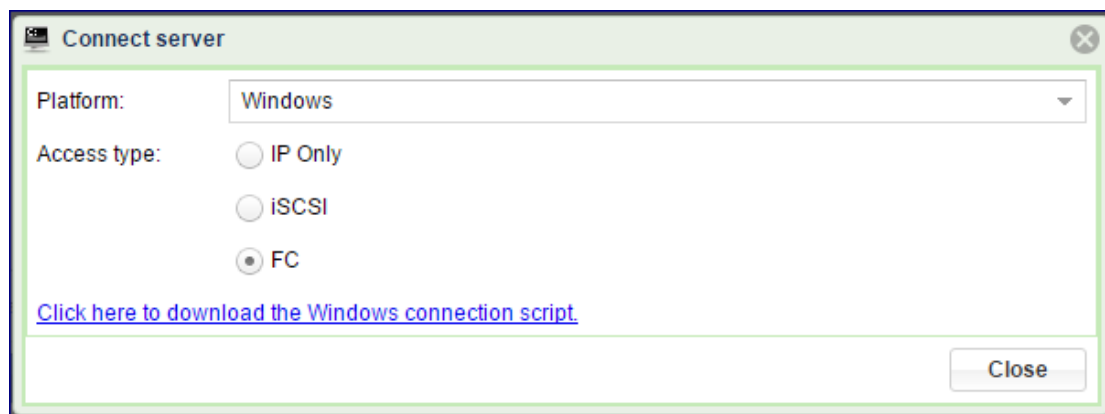 Connect server
Platform: Windows
Access type: IP Only
iSCSI
FC
Click here to download the Windows connection script.
Close